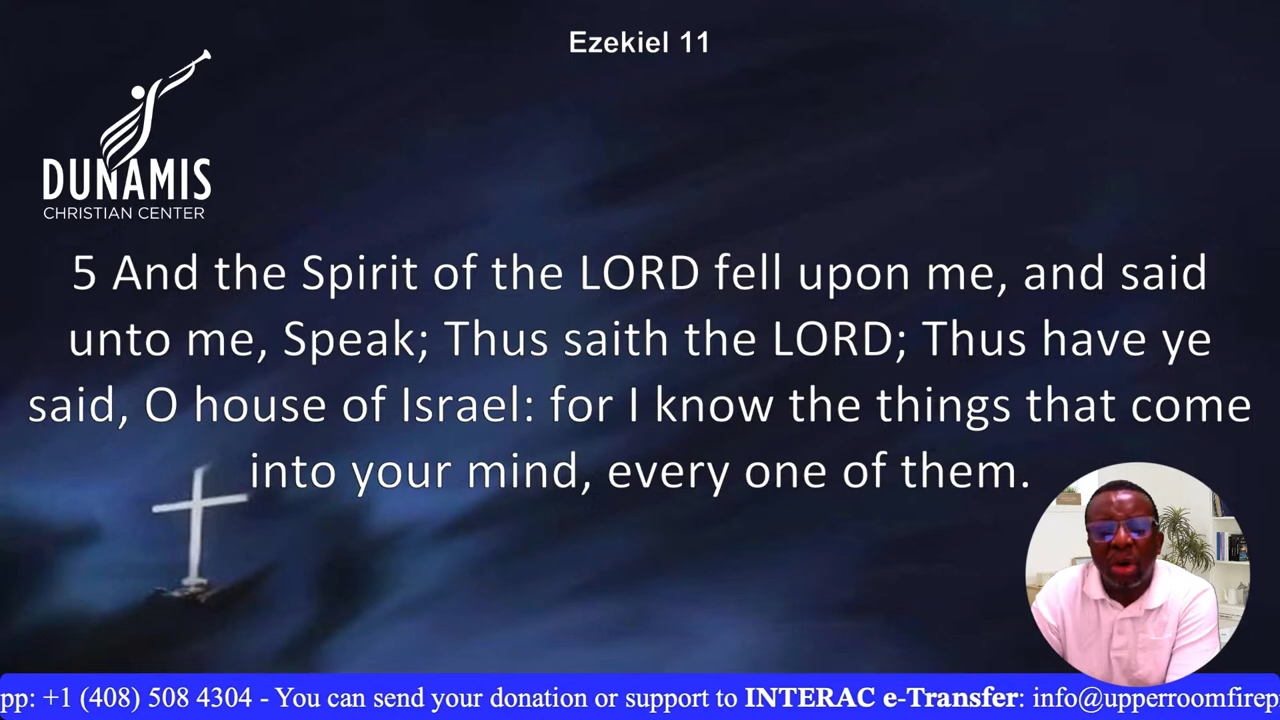 Ezekiel 11
DUNAMIS
CHRISTIAN CENTER
5 And the Spirit of the LORD fell upon me, and said
unto me, Speak; Thus saith the LORD; Thus have ye
said, O house of Israel: for I know the things that come
into your mind, every one of them.
pp: +1 (408) 508 4304 - You can send your donation or support to INTERAC e-Transfer: info@upperroomfirep